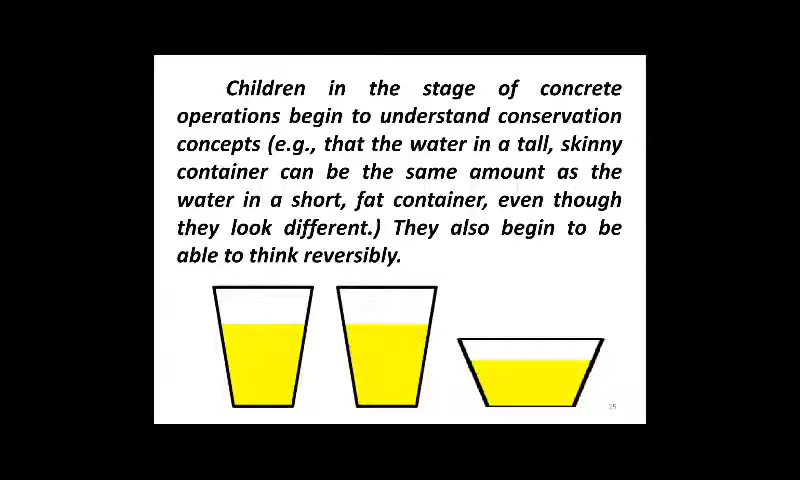 Children in the stage of concrete
operations begin to understand conservation
concepts (e.g., that the water in a tall, skinny
container can be the same amount as the
water in a short, fat container, even though
they look different.) They also begin to be
able to think reversibly.
25